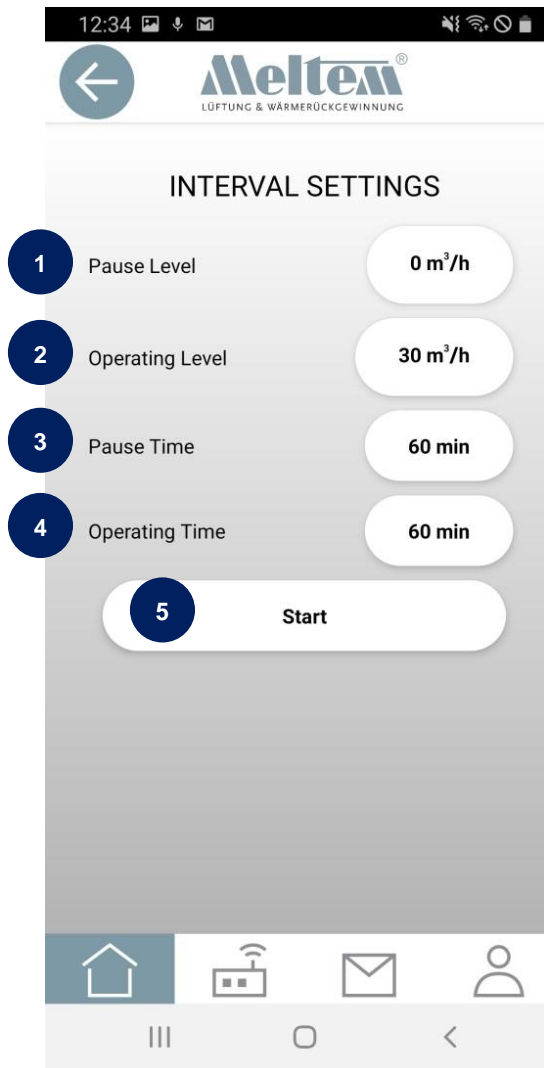 12:34
Meltem®
LÜFTUNG & WÄRMERÜCKGEWINNUNG
INTERVAL SETTINGS
1 Pause Level 0 m³/h
2 Operating Level 30 m³/h
3 Pause Time 60 min
4 Operating Time 60 min
5 Start